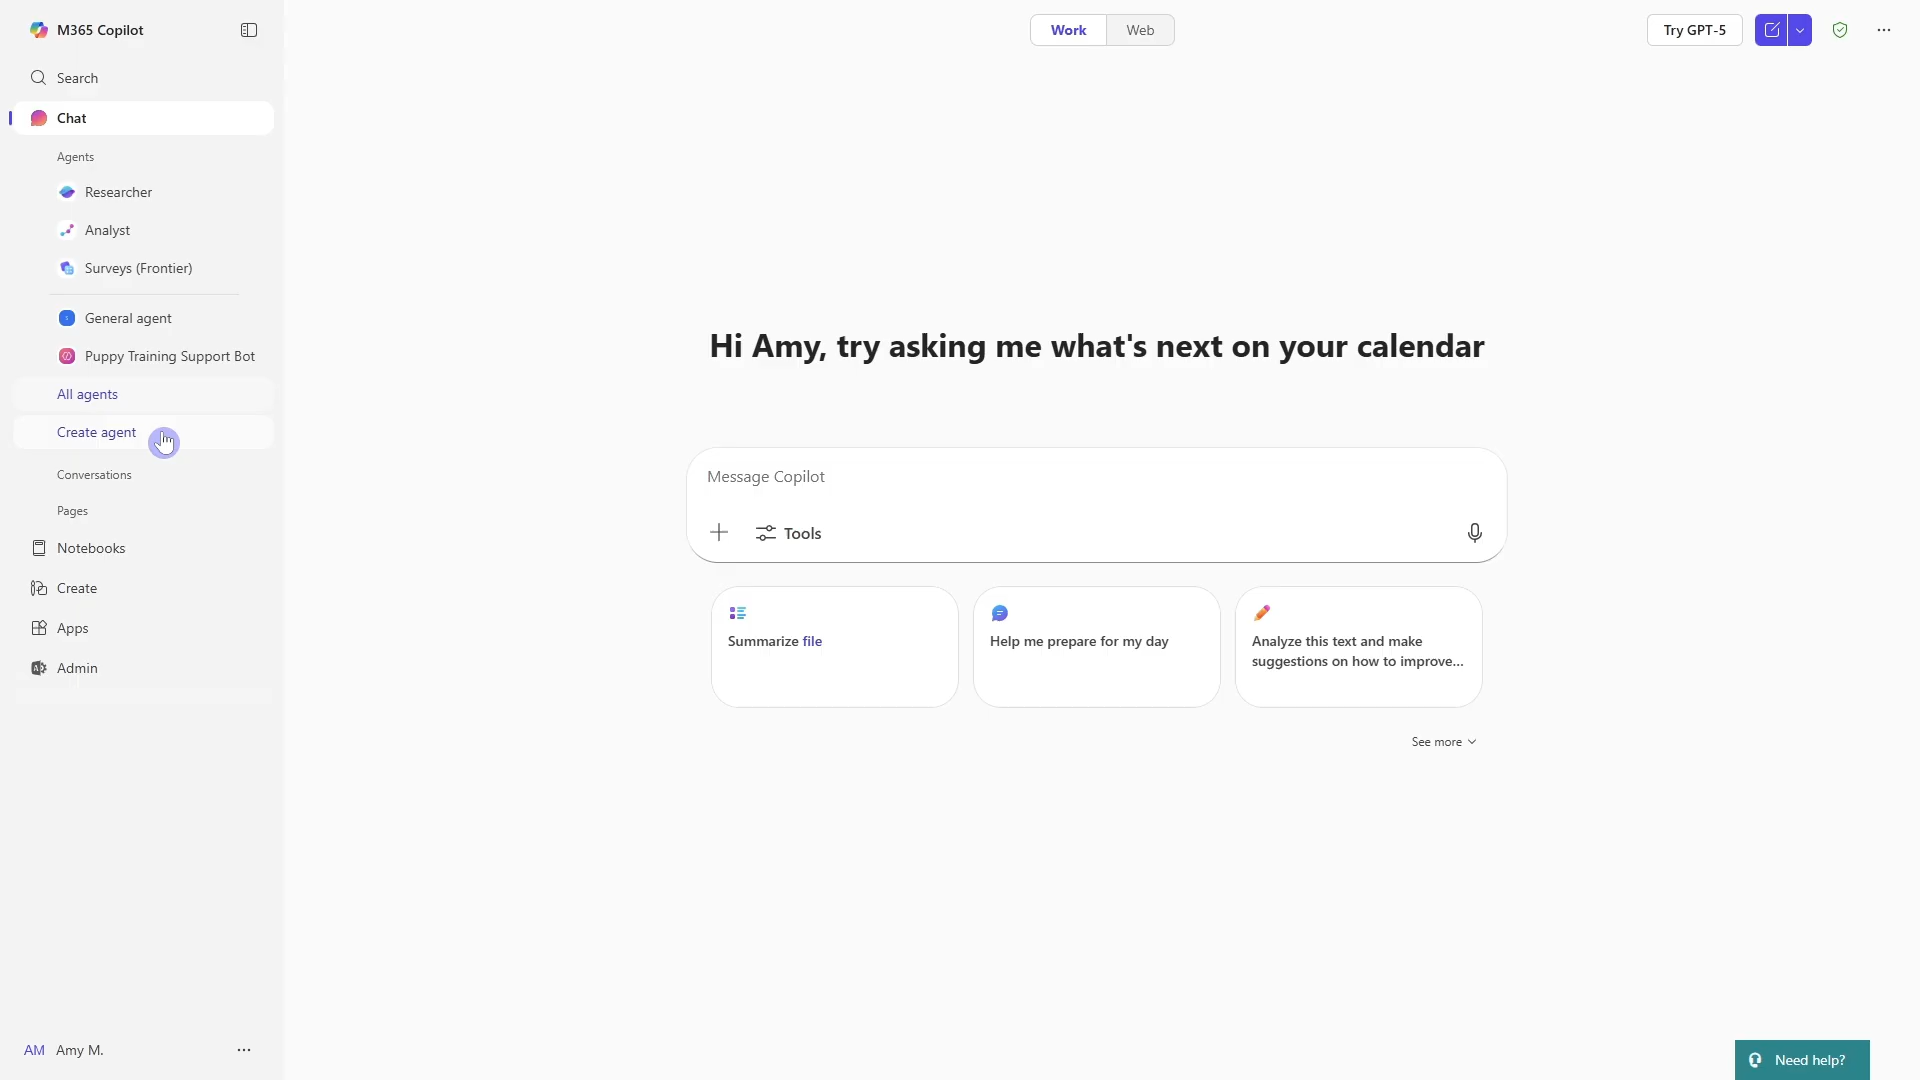 M365 Copilot
Search
Chat
Agents
Researcher
Analyst
Surveys (Frontier)
General agent
Puppy Training Support Bot
All agents
Create agent
Conversations
Pages
Notebooks
Create
Apps
Admin
AM Amy M.
Work Web
Try GPT-5
Hi Amy, try asking me what's next on your calendar
Message Copilot
Tools
Summarize file
Help me prepare for my day
Analyze this text and make
suggestions on how to improve...
See more
Need help?